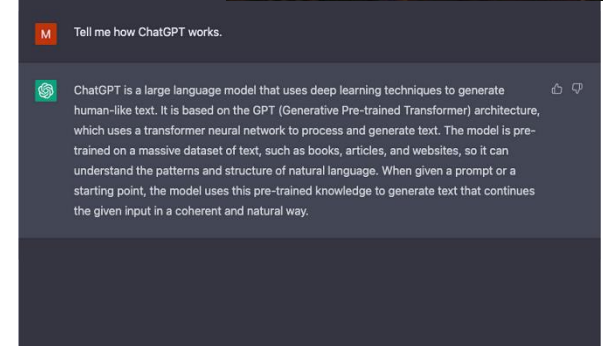 M
Tell me how ChatGPT works.
ChatGPT is a large language model that uses deep learning techniques to generate
human-like text. It is based on the GPT (Generative Pre-trained Transformer) architecture,
which uses a transformer neural network to process and generate text. The model is pre-
trained on a massive dataset of text, such as books, articles, and websites, so it can
understand the patterns and structure of natural language. When given a prompt or a
starting point, the model uses this pre-trained knowledge to generate text that continues
the given input in a coherent and natural way.